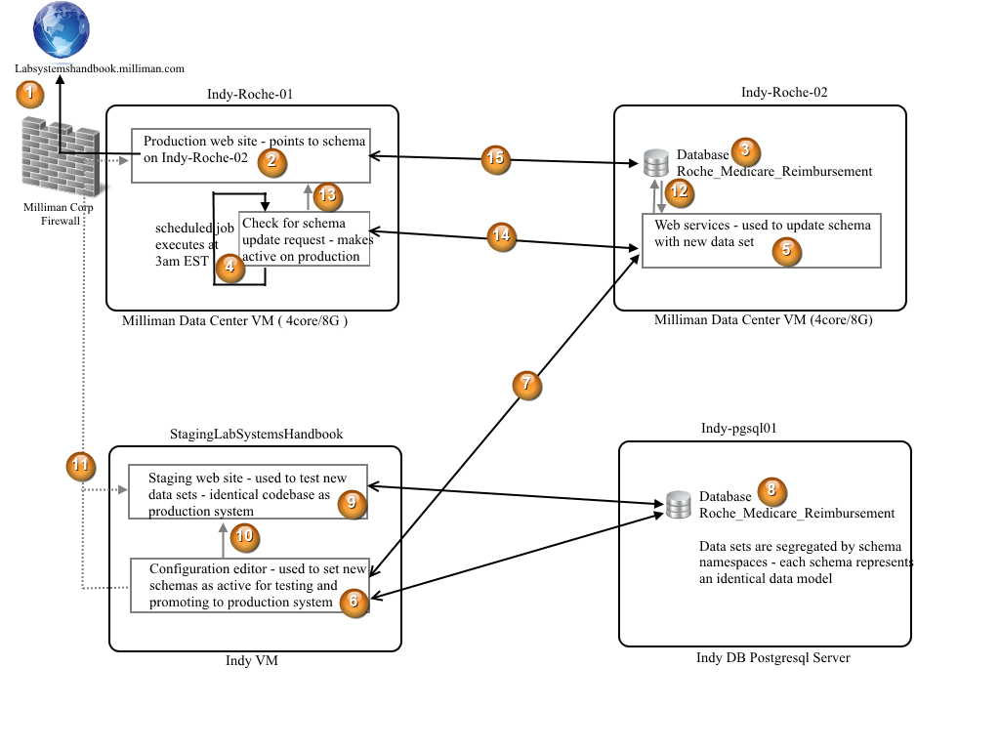 Labsystemshandbook.milliman.com
1
Milliman Corp
Firewall
Indy-Roche-01
Production web site - points to schema
on Indy-Roche-02
2
13
scheduled job
executes at
3am EST
4
Check for schema
update request - makes
active on production
Milliman Data Center VM ( 4core/8G )
15
14
Indy-Roche-02
Database
3
Roche_Medicare_Reimbursement
12
Web services - used to update schema
with new data set
5
Milliman Data Center VM (4core/8G)
7
11
StagingLabSystemsHandbook
Staging web site - used to test new
data sets - identical codebase as
production system
9
10
Configuration editor - used to set new
schemas as active for testing and
promoting to production system
6
Indy VM
Indy-pgsql01
Database
8
Roche_Medicare_Reimbursement
Data sets are segregated by schema
namespaces - each schema represents
an identical data model
Indy DB Postgresql Server